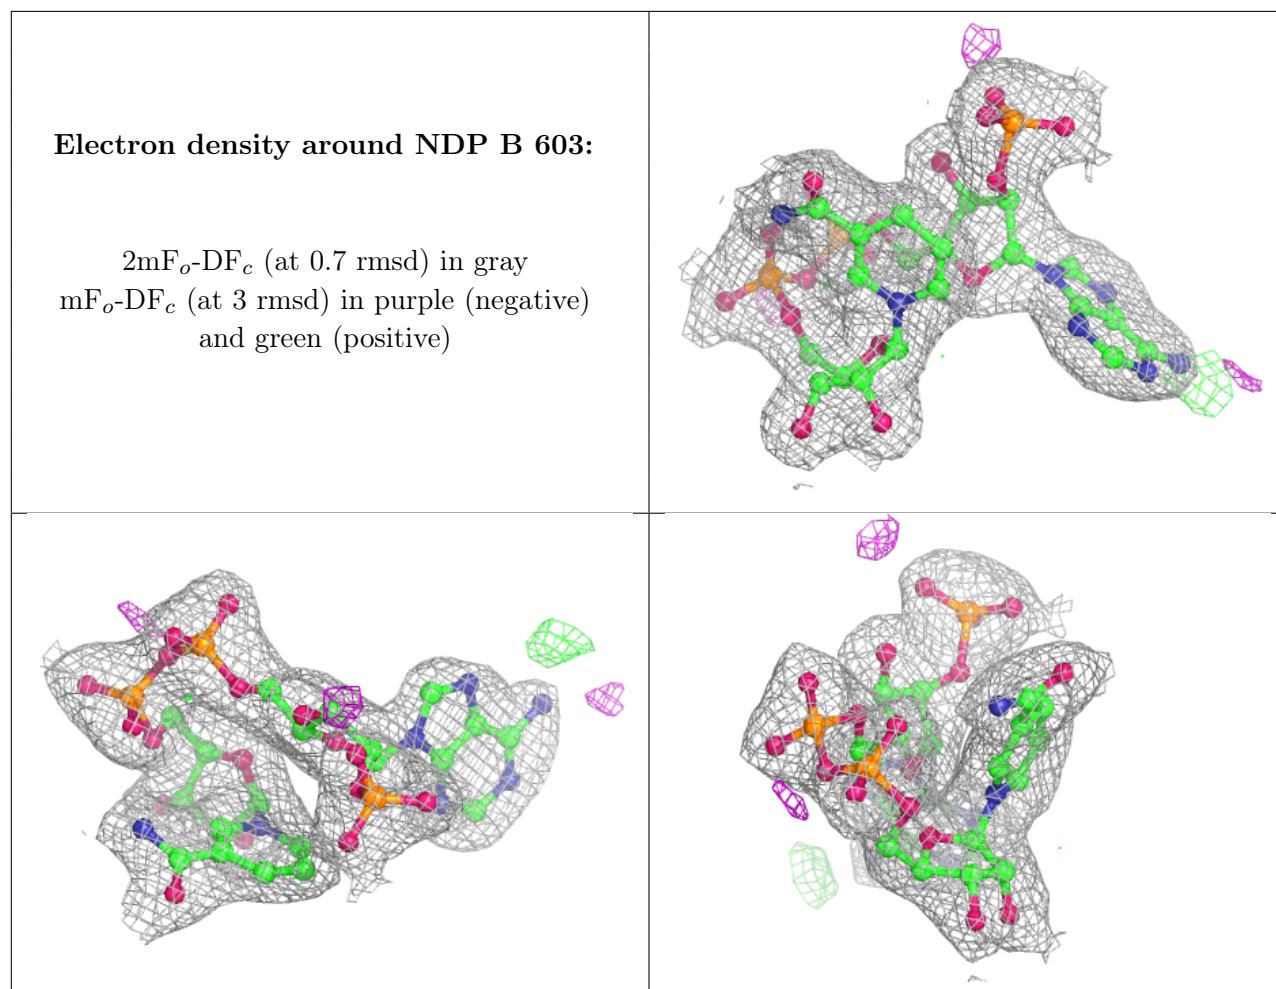 Electron density around NDP B 603:
2mFo-DFc (at 0.7 rmsd) in gray
mFo-DFc (at 3 rmsd) in purple (negative)
and green (positive)